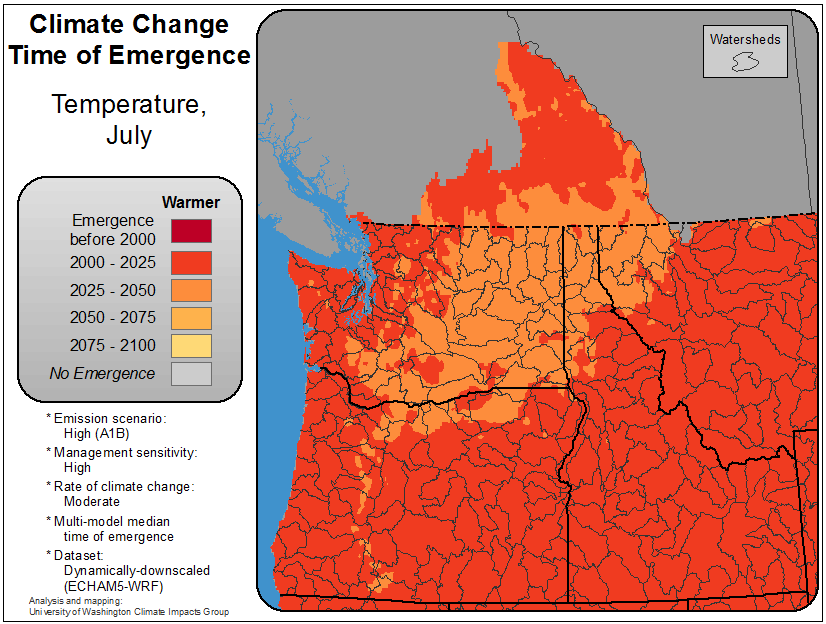 Climate Change
Time of Emergence
Temperature,
July
Warmer
Emergence
before 2000
2000 - 2025
2025 - 2050
2050 - 2075
2075 - 2100
No Emergence
* Emission scenario:
High (A1B)
* Management sensitivity:
High
* Rate of climate change:
Moderate
* Multi-model median
time of emergence
* Dataset:
Dynamically-downscaled
(ECHAM5-WRF)
Analysis and mapping:
University of Washington Climate Impacts Group
Watersheds